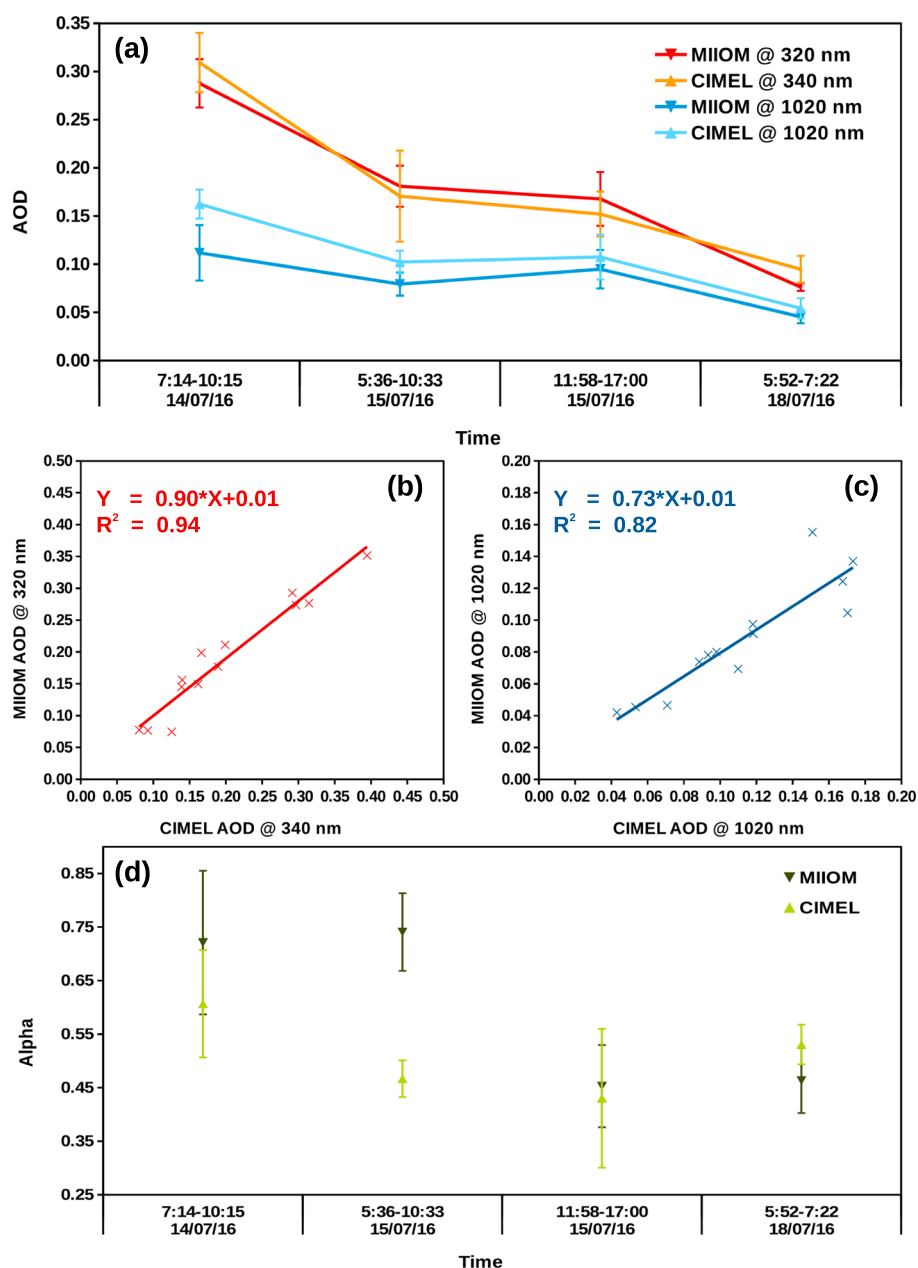 (a)
AOD
0.35
0.30
0.25
0.20
0.15
0.10
0.05
0.00
MIIOM @ 320 nm
CIMEL @ 340 nm
MIIOM @ 1020 nm
CIMEL @ 1020 nm
7:14-10:15 5:36-10:33 11:58-17:00 5:52-7:22
14/07/16 15/07/16 15/07/16 18/07/16
Time
(b)
Y = 0.90*X+0.01
R² = 0.94
MIIOM AOD @ 320 nm
0.50
0.45
0.40
0.35
0.30
0.25
0.20
0.15
0.10
0.05
0.00
0.00 0.05 0.10 0.15 0.20 0.25 0.30 0.35 0.40 0.45 0.50
CIMEL AOD @ 340 nm
(c)
Y = 0.73*X+0.01
R² = 0.82
MIIOM AOD @ 1020 nm
0.20
0.18
0.16
0.14
0.12
0.10
0.08
0.06
0.04
0.02
0.00
0.00 0.02 0.04 0.06 0.08 0.10 0.12 0.14 0.16 0.18 0.20
CIMEL AOD @ 1020 nm
(d)
Alpha
0.85
0.75
0.65
0.55
0.45
0.35
0.25
MIIOM
CIMEL
7:14-10:15 5:36-10:33 11:58-17:00 5:52-7:22
14/07/16 15/07/16 15/07/16 18/07/16
Time